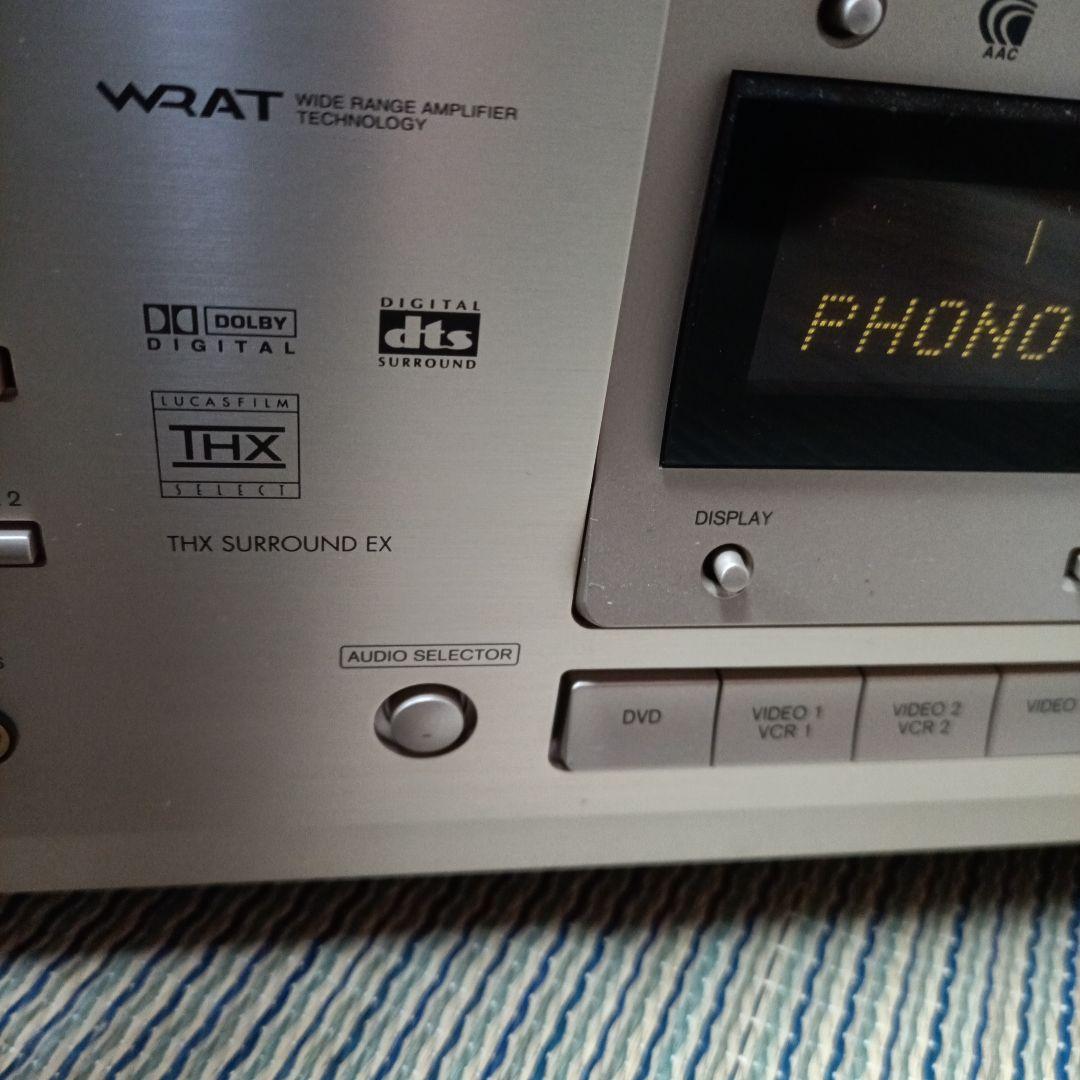 WRAT
WIDE RANGE AMPLIFIER
TECHNOLOGY
AAC
PHONO
DOLBY
DIGITAL
DIGITAL
dts
SURROUND
LUCASFILM
THX
SELECT
THX SURROUND EX
2
DISPLAY
AUDIO SELECTOR
S
DVD
VIDEO 1
VCR 1
VIDEO 2
VCR 2
VIDEO